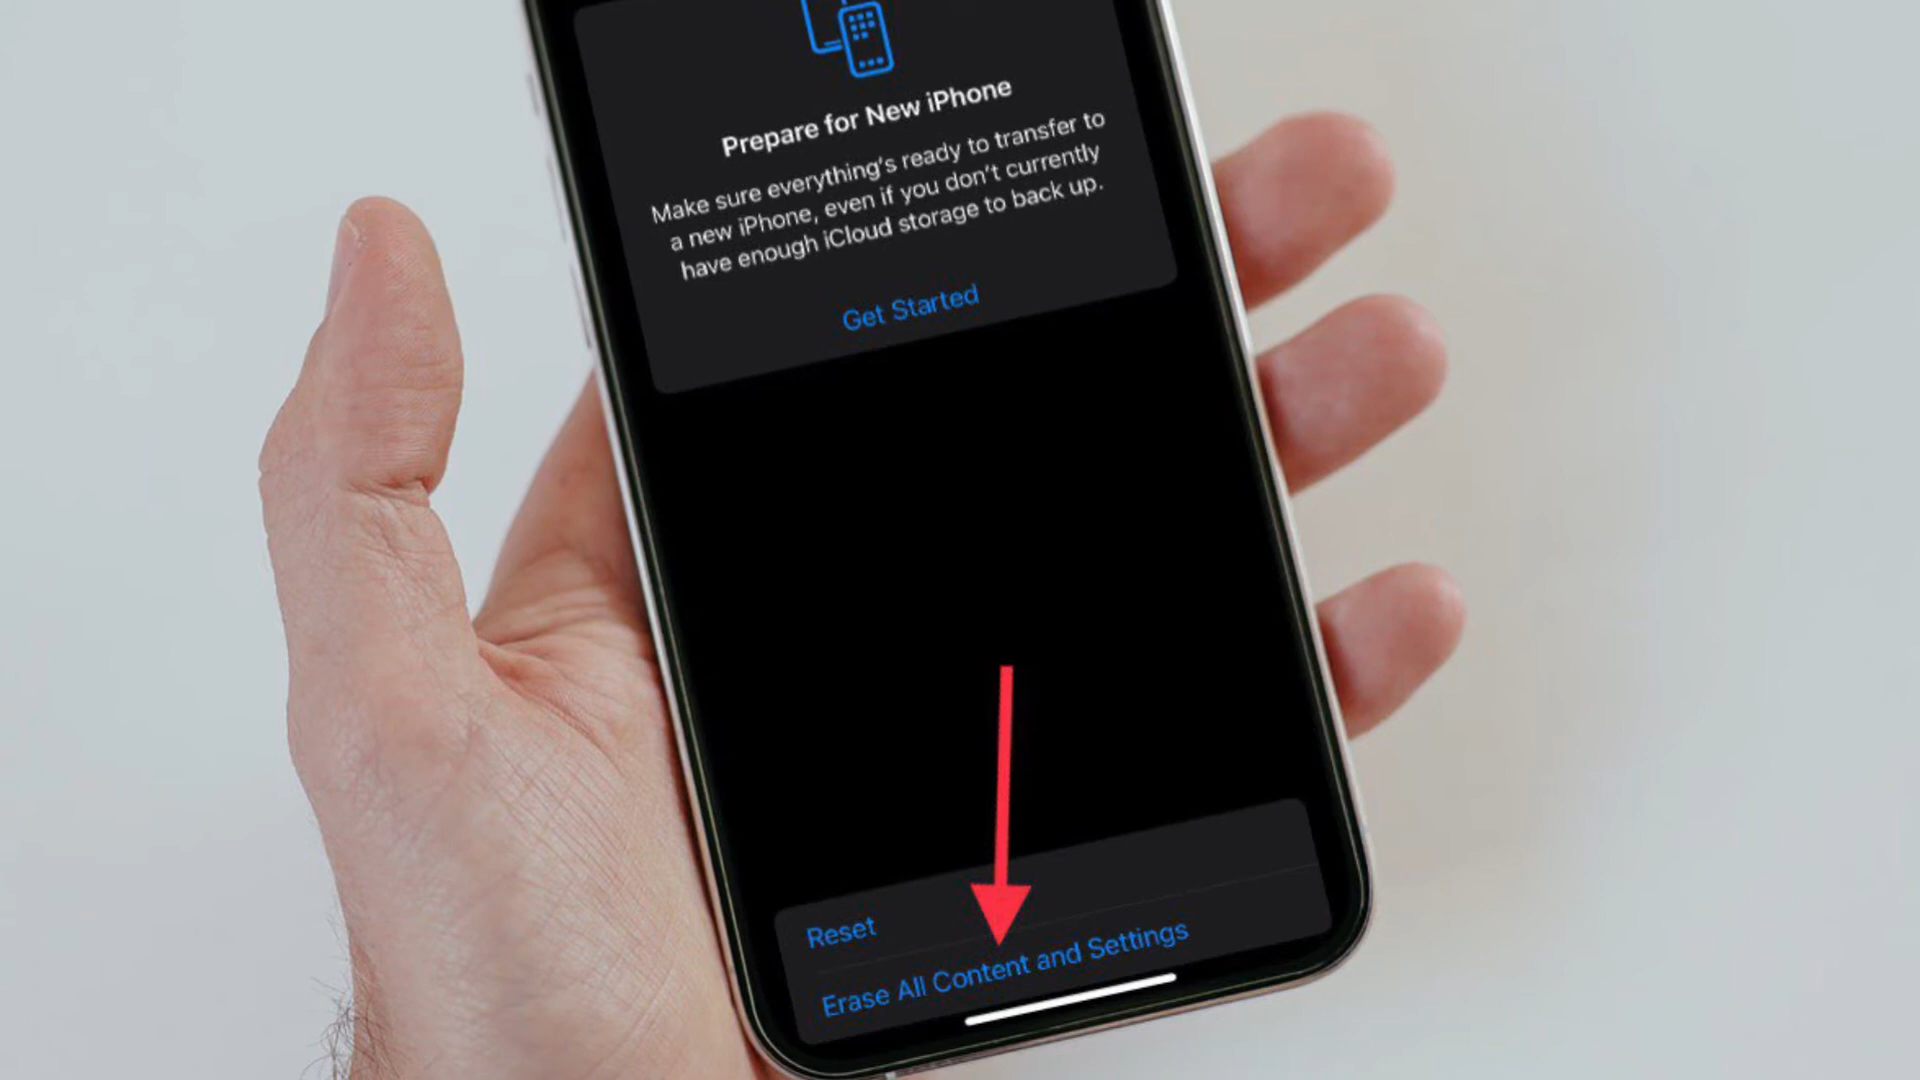 Prepare for New iPhone
Make sure everything's ready to transfer to
a new iPhone, even if you don't currently
have enough iCloud storage to back up.
Get Started
Reset
Erase All Content and Settings